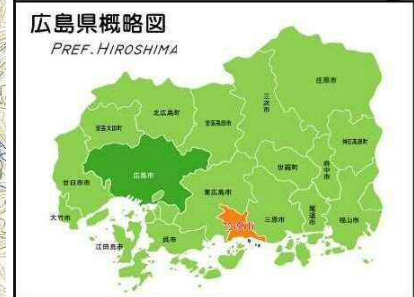 広島県概略図
PREF. HIROSHIMA
庄原市
三次市
北広島町
安芸高田市
安芸太田町
神石高原町
府中市
世羅町
広島市
廿日市市
東広島市
尾道市
福山市
三原市
竹原市
大竹市
呉市
江田島市